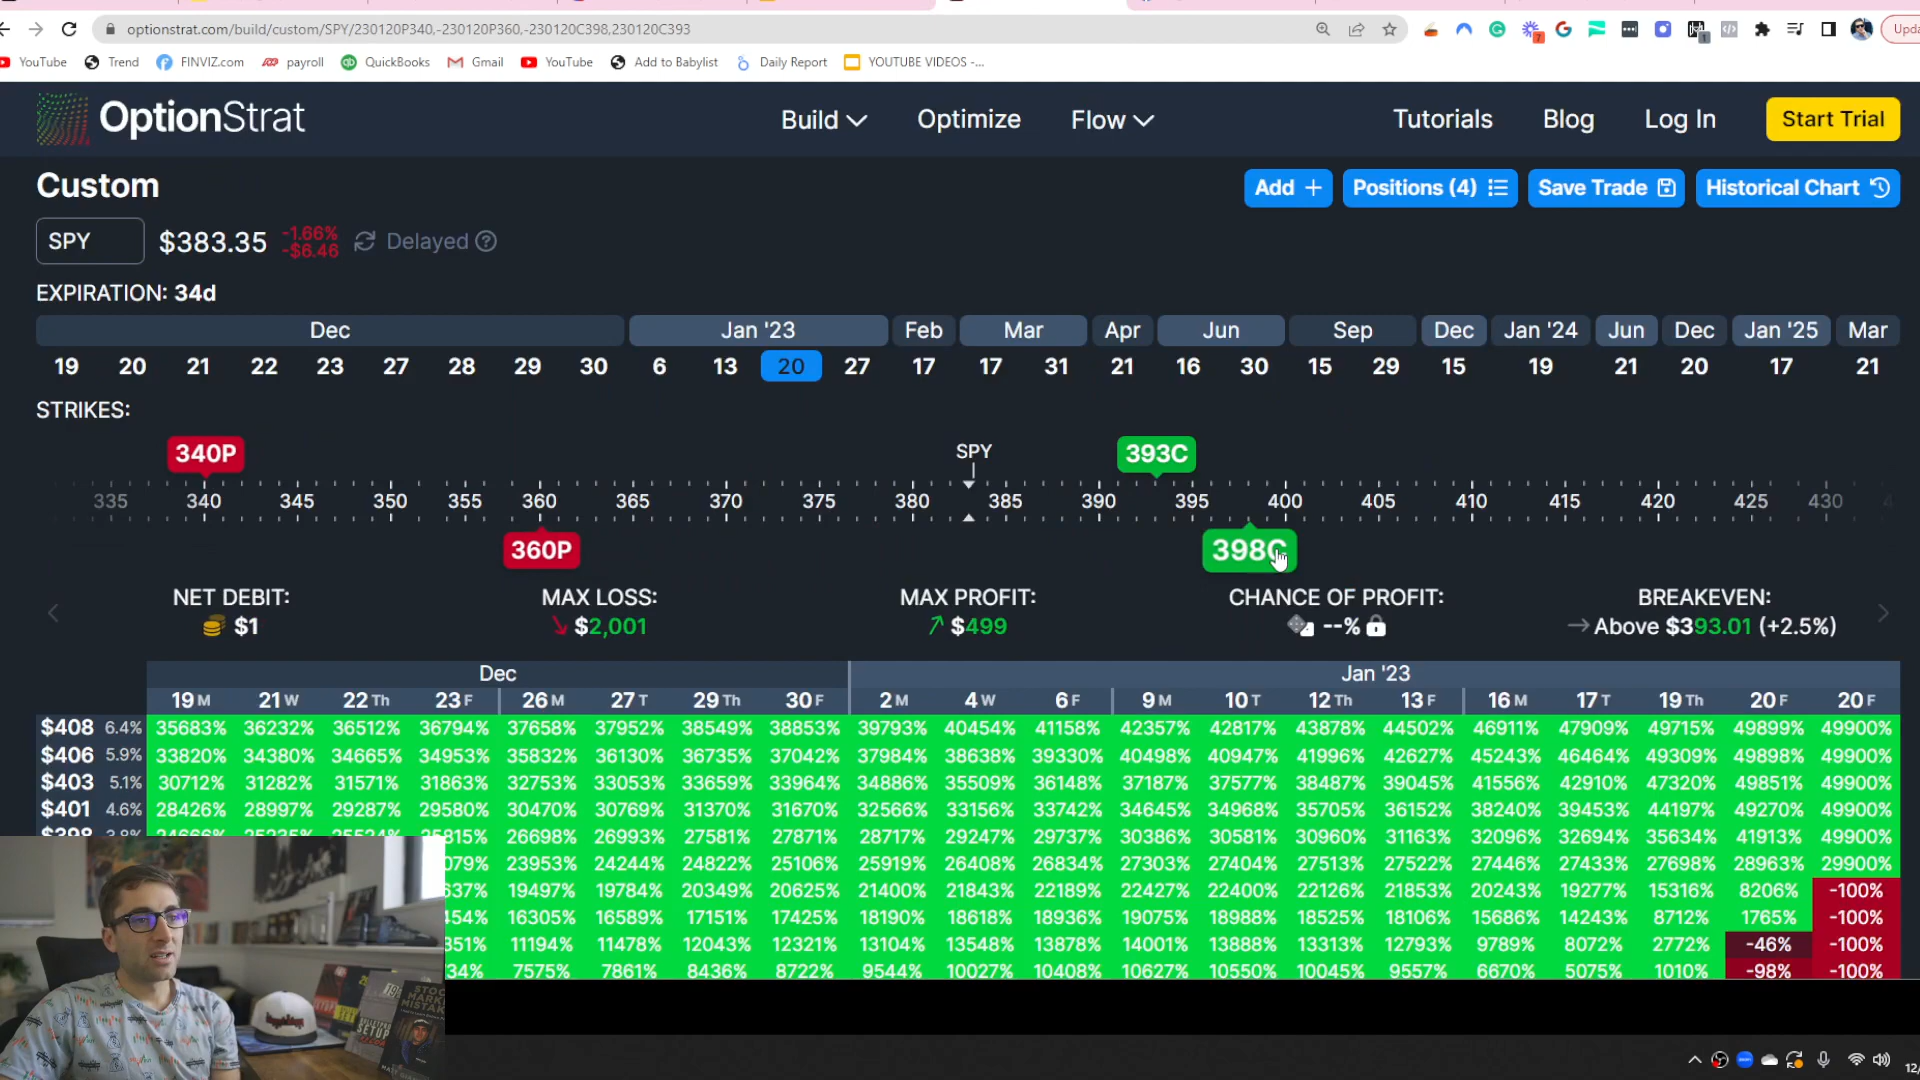 optionstrat.com/build/custom/SPY/230120P340,-230120P360,-230120C398,230120C393
7
1
Upda
YouTube Trend FINVIZ.com payroll QuickBooks Gmail YouTube Add to Babylist Daily Report YOUTUBE VIDEOS -...
OptionStrat Build Optimize Flow Tutorials Blog Log In Start Trial
Custom Add + Positions (4) Save Trade Historical Chart
SPY $383.35 -1.66% Delayed ?
-$6.46
EXPIRATION: 34d
Dec Jan '23 Feb Mar Apr Jun Sep Dec Jan '24 Jun Dec Jan '25 Mar
19 20 21 22 23 27 28 29 30 6 13 20 27 17 17 31 21 16 30 15 29 15 19 21 20 17 21
STRIKES:
340P SPY 393C
335 340 345 350 355 360 365 370 375 380 385 390 395 400 405 410 415 420 425 430
360P 398C
NET DEBIT: MAX LOSS: MAX PROFIT: CHANCE OF PROFIT: BREAKEVEN:
$1 $2,001 $499 --% Above $393.01 (+2.5%)
Dec Jan '23
19 M 21 W 22 Th 23 F 26 M 27 T 29 Th 30 F 2 M 4 W 6 F 9 M 10 T 12 Th 13 F 16 M 17 T 19 Th 20 F 20 F
$408 6.4% 35683% 36232% 36512% 36794% 37658% 37952% 38549% 38853% 39793% 40454% 41158% 42357% 42817% 43878% 44502% 46911% 47909% 49715% 49899% 49900%
$406 5.9% 33820% 34380% 34665% 34953% 35832% 36130% 36735% 37042% 37984% 38638% 39330% 40498% 40947% 41996% 42627% 45243% 46464% 49309% 49898% 49900%
$403 5.1% 30712% 31282% 31571% 31863% 32753% 33053% 33659% 33964% 34886% 35509% 36148% 37187% 37577% 38487% 39045% 41556% 42910% 47320% 49851% 49900%
$401 4.6% 28426% 28997% 29287% 29580% 30470% 30769% 31370% 31670% 32566% 33156% 33742% 34645% 34968% 35705% 36152% 38240% 39453% 44197% 49270% 49900%
$398 3.8% 24666% 25235% 25524% 25815% 26698% 26993% 27581% 27871% 28717% 29247% 29737% 30386% 30581% 30960% 31163% 32096% 32694% 35634% 41913% 49900%
079% 23953% 24244% 24822% 25106% 25919% 26408% 26834% 27303% 27404% 27513% 27522% 27446% 27433% 27698% 28963% 29900%
637% 19497% 19784% 20349% 20625% 21400% 21843% 22189% 22427% 22400% 22126% 21853% 20243% 19277% 15316% 8206% -100%
454% 16305% 16589% 17151% 17425% 18190% 18618% 18936% 19075% 18988% 18525% 18106% 15686% 14243% 8712% 1765% -100%
351% 11194% 11478% 12043% 12321% 13104% 13548% 13878% 14001% 13888% 13313% 12793% 9789% 8072% 2772% -46% -100%
34% 7575% 7861% 8436% 8722% 9544% 10027% 10408% 10627% 10550% 10045% 9557% 6670% 5075% 1010% -98% -100%
STOCK
MARKET
12/